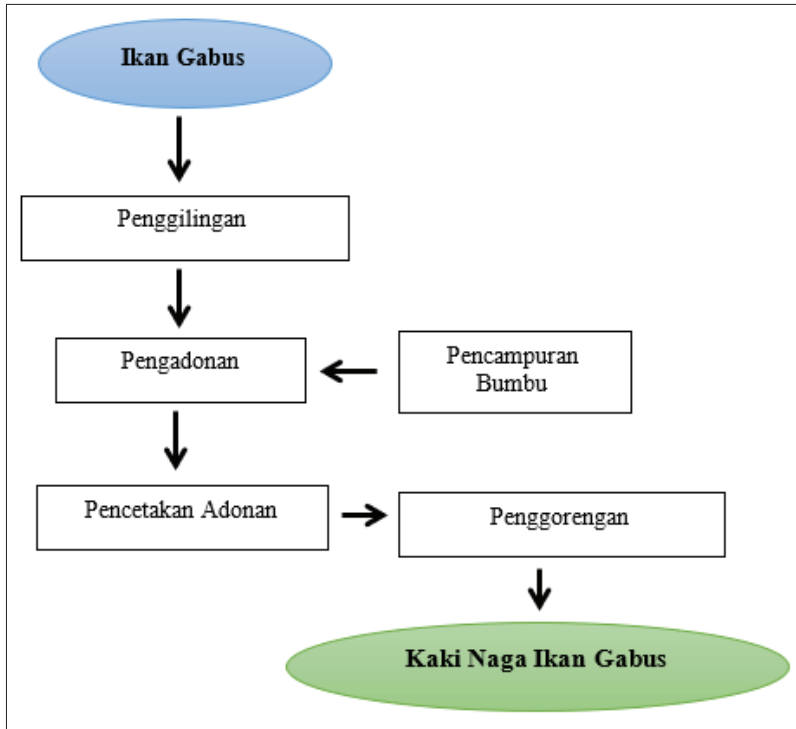 Ikan Gabus
Penggilingan
Pengadonan
Pencampuran
Bumbu
Pencetakan Adonan
Penggorengan
Kaki Naga Ikan Gabus